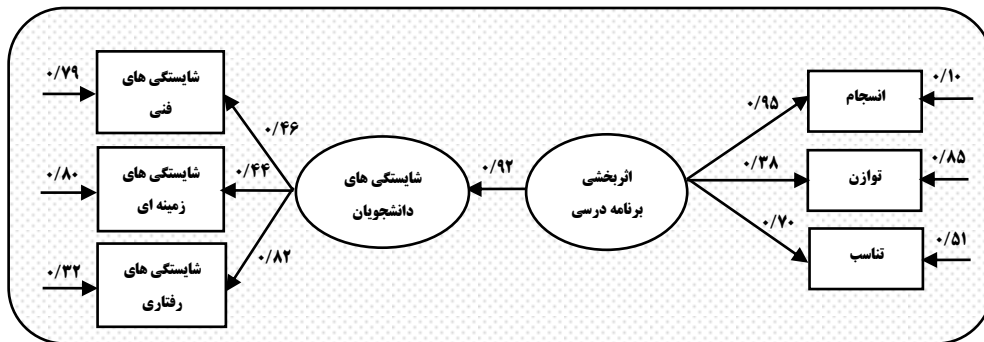 ۰/۱۰
انسجام
۰/۹۵
۰/۸۵
توازن
۰/۳۸
۰/۵۱
تناسب
۰/۷۰
اثربخشی
برنامه درسی
۰/۹۲
شایستگی های
دانشجویان
۰/۴۶
شایستگی های
فنی
۰/۷۹
۰/۴۴
شایستگی های
زمینه ای
۰/۸۰
۰/۸۲
شایستگی های
رفتاری
۰/۳۲